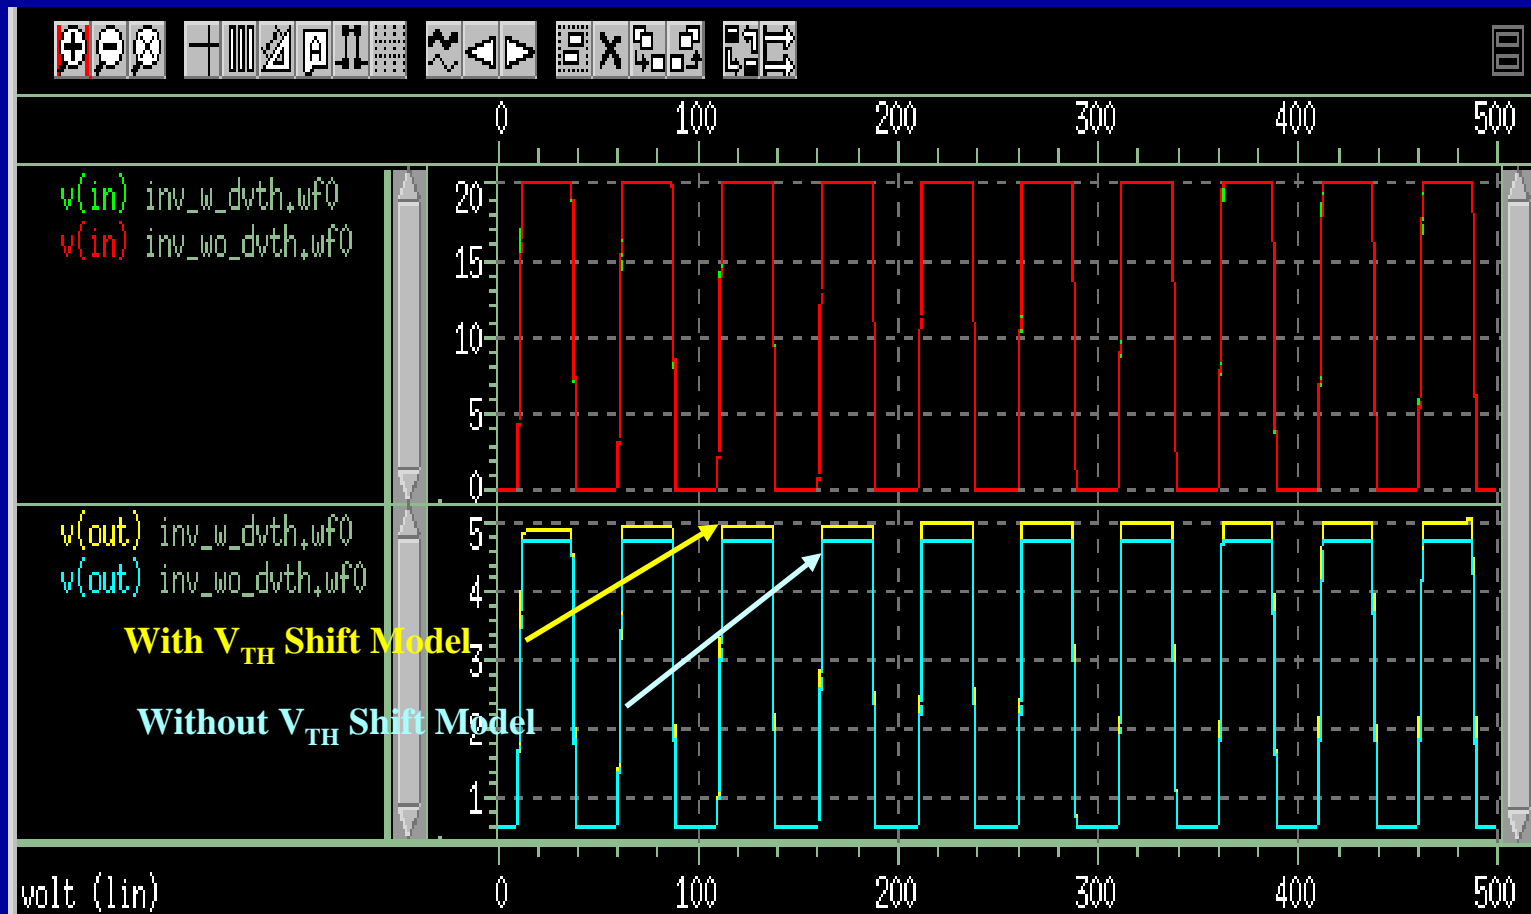 A
0 100 200 300 400 500
v(in) inv_w_dvth.wf0
v(in) inv_wo_dvth.wf0
20
15
10
5
0
v(out) inv_w_dvth.wf0
v(out) inv_wo_dvth.wf0
5
4
3
2
1
With VTH Shift Model
Without VTH Shift Model
volt (lin)
0 100 200 300 400 500